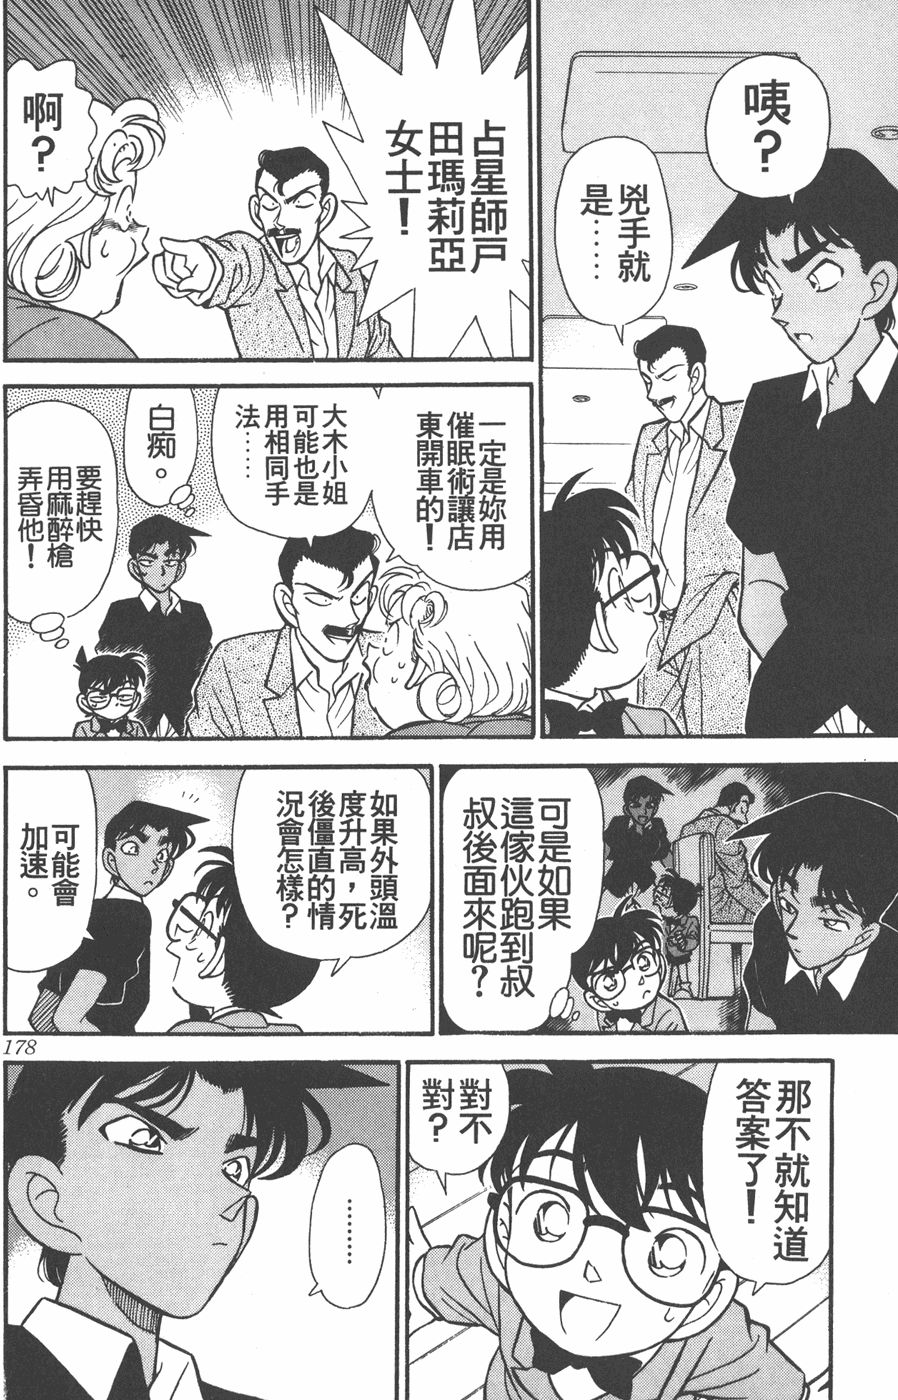 咦？
兇手就
是……
占星師戸
田瑪莉亞
女士！
啊？
一定是妳用
催眠術讓店
東開車的！
大木小姐
可能也是
用相同手
法……
白痴。
要趕快
用麻醉槍
弄昏他！
可是如果
這傢伙跑到叔
叔後面來呢？
如果外頭溫
度升高，死
後僵直的情
況會怎樣？
可能會
加速。
那不就知道
答案了！
對不
對？
………
178